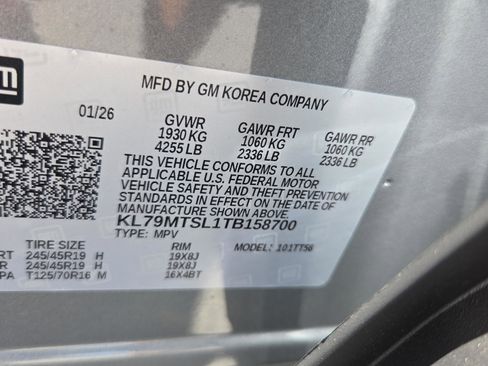 gm
MFD BY GM KOREA COMPANY
01/26
GVWR GAWR FRT GAWR RR
1930 KG 1060 KG 1060 KG
4255 LB 2336 LB 2336 LB
THIS VEHICLE CONFORMS TO ALL
APPLICABLE U.S. FEDERAL MOTOR
VEHICLE SAFETY AND THEFT PREVENTION
STANDARDS IN EFFECT ON THE DATE OF
MANUFACTURE SHOWN ABOVE.
KL79MTSL1TB158700
TYPE: MPV MODEL: 101TT56
TIRE SIZE RIM
RT 245/45R19 H 19X8J
R 245/45R19 H 19X8J
PA T125/70R16 M 16X4BT